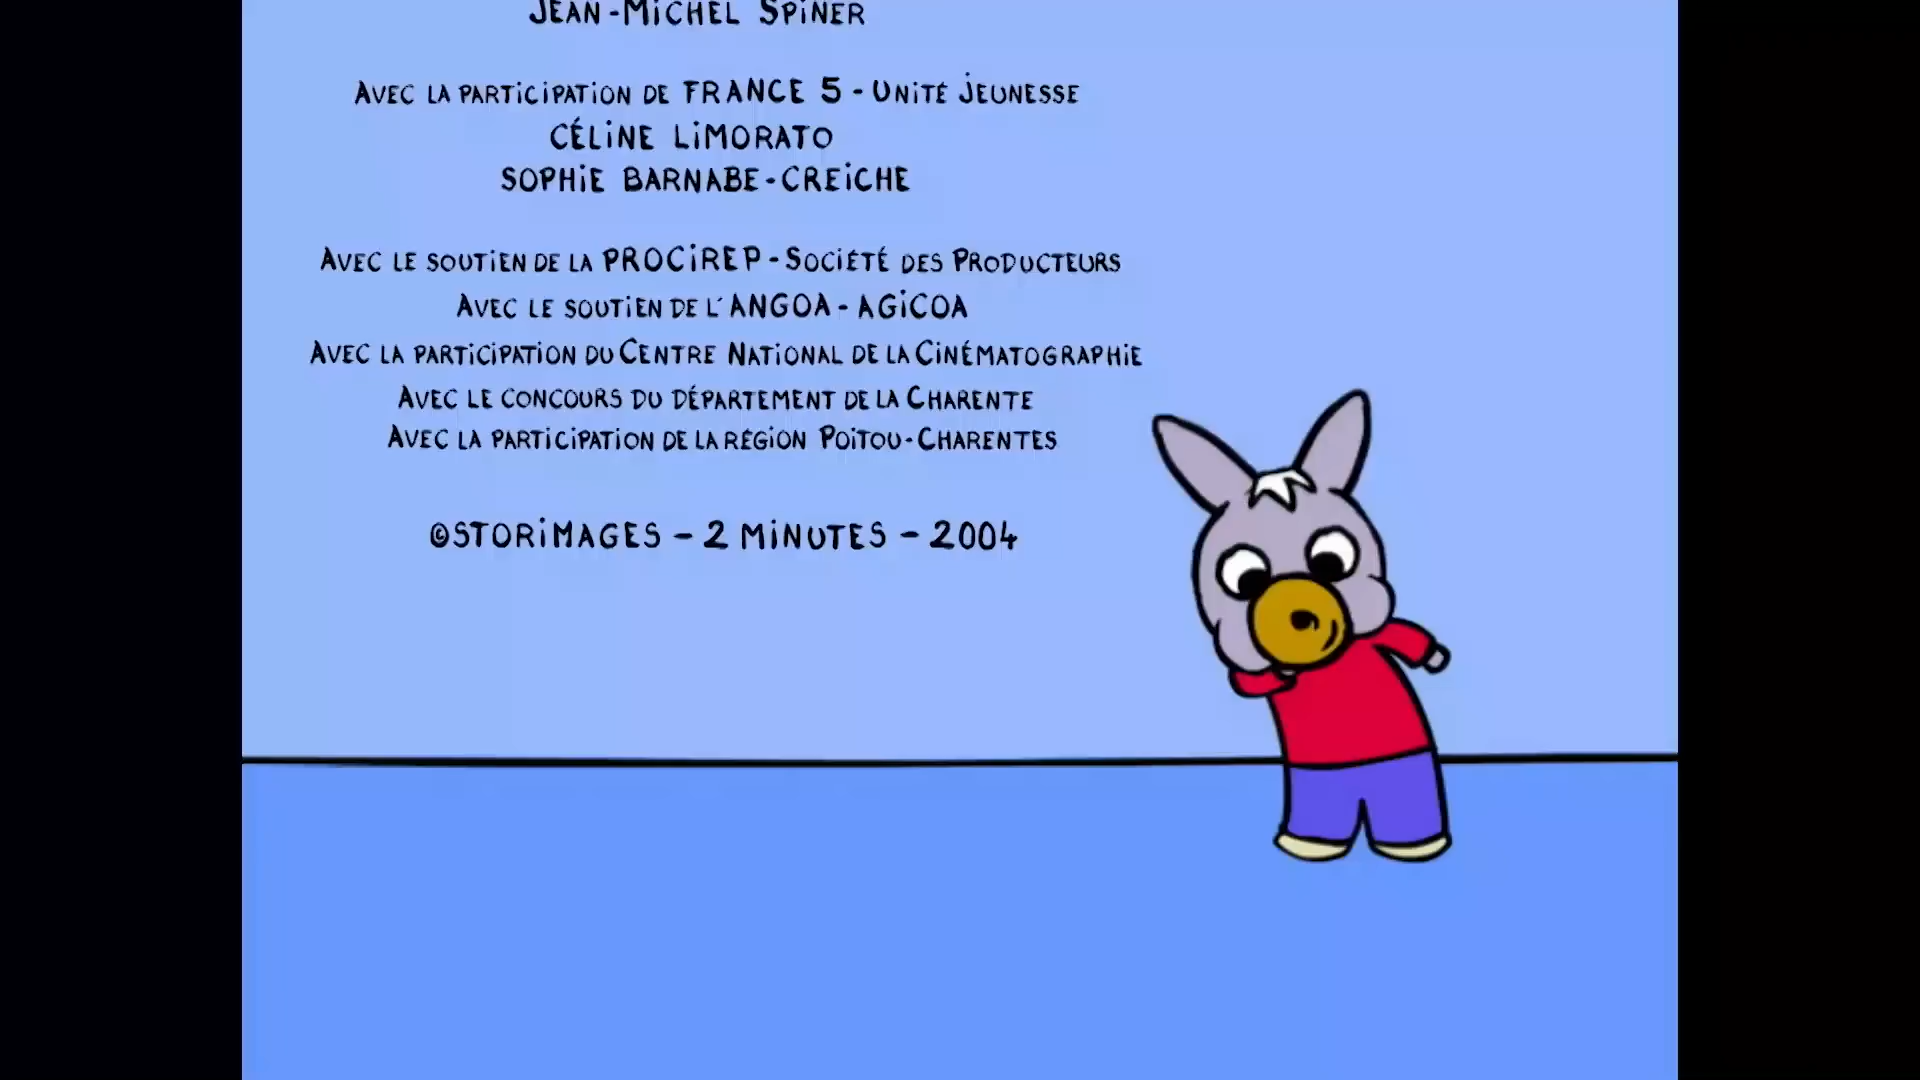 JEAN-MiCHEL SPiNER
AVEC LA PARTiCiPATiON DE FRANCE 5 - UNiTÉ JEUNESSE
CÉLiNE LiMORATO
SOPHiE BARNABE-CREiCHE
AVEC LE SOUTiEN DE LA PROCiREP - SOCiÉTÉ DES PRODUCTEURS
AVEC LE SOUTiEN DE L'ANGOA - AGiCOA
AVEC LA PARTiCiPATiON DU CENTRE NATiONAL DE LA CiNÉMATOGRAPHiE
AVEC LE CONCOURS DU DÉPARTEMENT DE LA CHARENTE
AVEC LA PARTiCiPATiON DE LA RÉGiON POiTOU-CHARENTES
©STORiMAGES - 2 MiNUTES - 2004